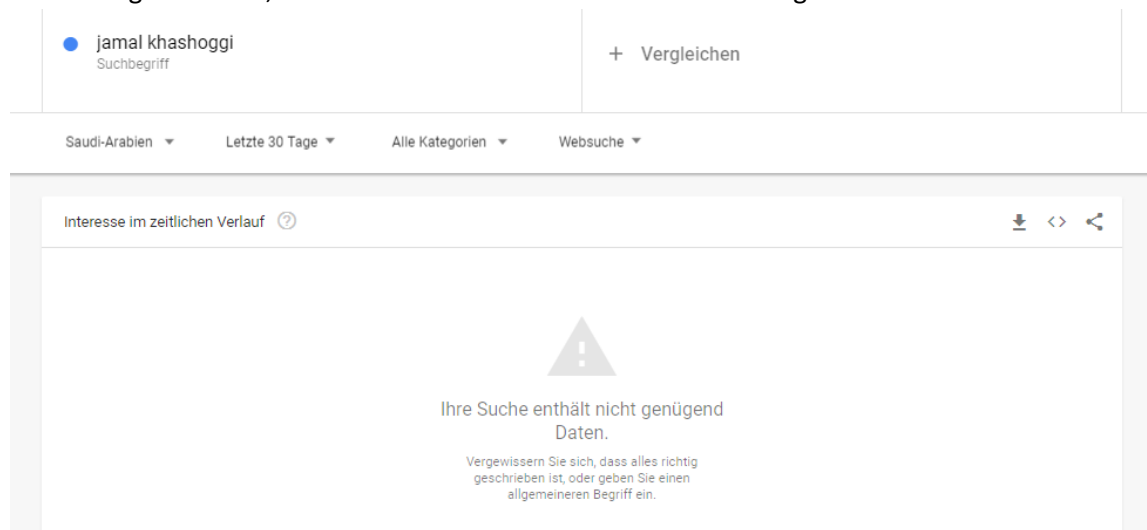 jamal khashoggi
Suchbegriff
+ Vergleichen
Saudi-Arabien
Letzte 30 Tage
Alle Kategorien
Websuche
Interesse im zeitlichen Verlauf
Ihre Suche enthält nicht genügend
Daten.
Vergewissern Sie sich, dass alles richtig
geschrieben ist, oder geben Sie einen
allgemeineren Begriff ein.